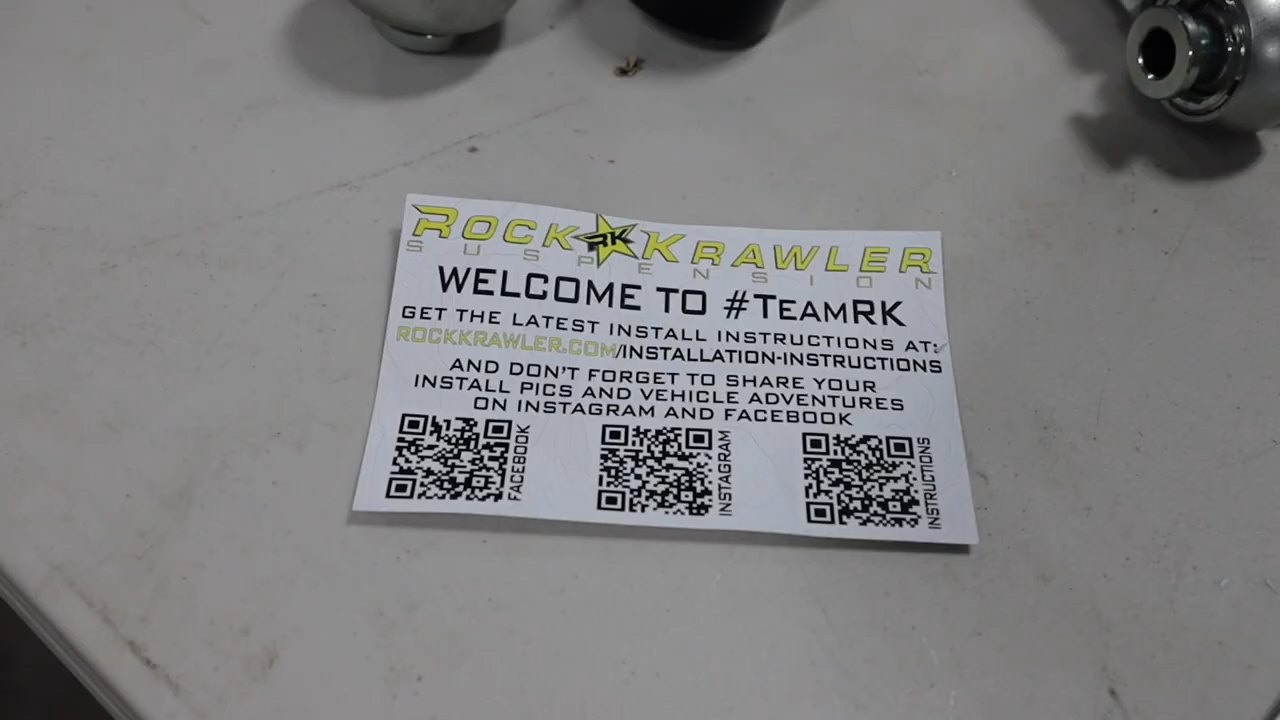 ROCK RK KRAWLER
SUSPENSION
WELCOME TO #TEAMRK
GET THE LATEST INSTALL INSTRUCTIONS AT:
ROCKKRAWLER.COM/INSTALLATION-INSTRUCTIONS
AND DON'T FORGET TO SHARE YOUR
INSTALL PICS AND VEHICLE ADVENTURES
ON INSTAGRAM AND FACEBOOK
FACEBOOK
INSTAGRAM
INSTRUCTIONS